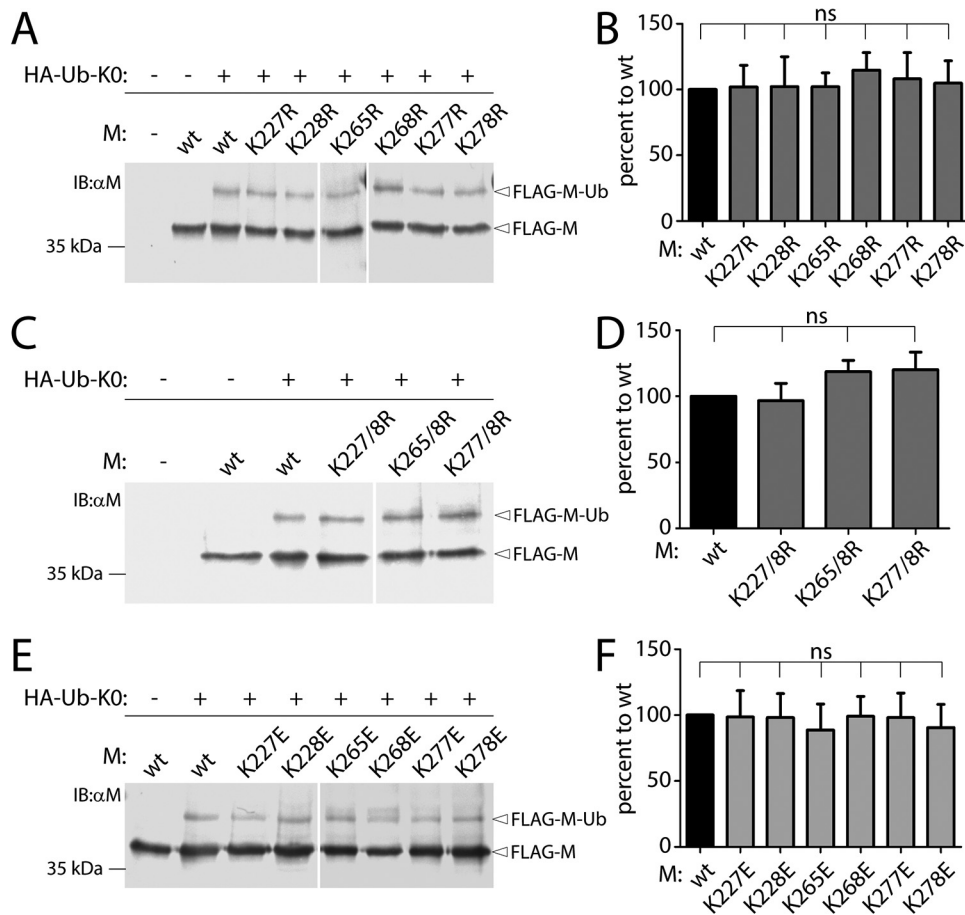 A
HA-Ub-K0: - - + + + + + + +
M: - wt wt K227R K228R K265R K268R K277R K278R
IB:αM
FLAG-M-Ub
FLAG-M
35 kDa
B
ns
percent to wt
150
100
50
0
M: wt K227R K228R K265R K268R K277R K278R
C
HA-Ub-K0: - - + + + +
M: - wt wt K227/8R K265/8R K277/8R
IB:αM
FLAG-M-Ub
FLAG-M
35 kDa
D
ns
percent to wt
150
100
50
0
M: wt K227/8R K265/8R K277/8R
E
HA-Ub-K0: - + + + + + + +
M: wt wt K227E K228E K265E K268E K277E K278E
IB:αM
FLAG-M-Ub
FLAG-M
35 kDa
F
ns
percent to wt
150
100
50
0
M: wt K227E K228E K265E K268E K277E K278E